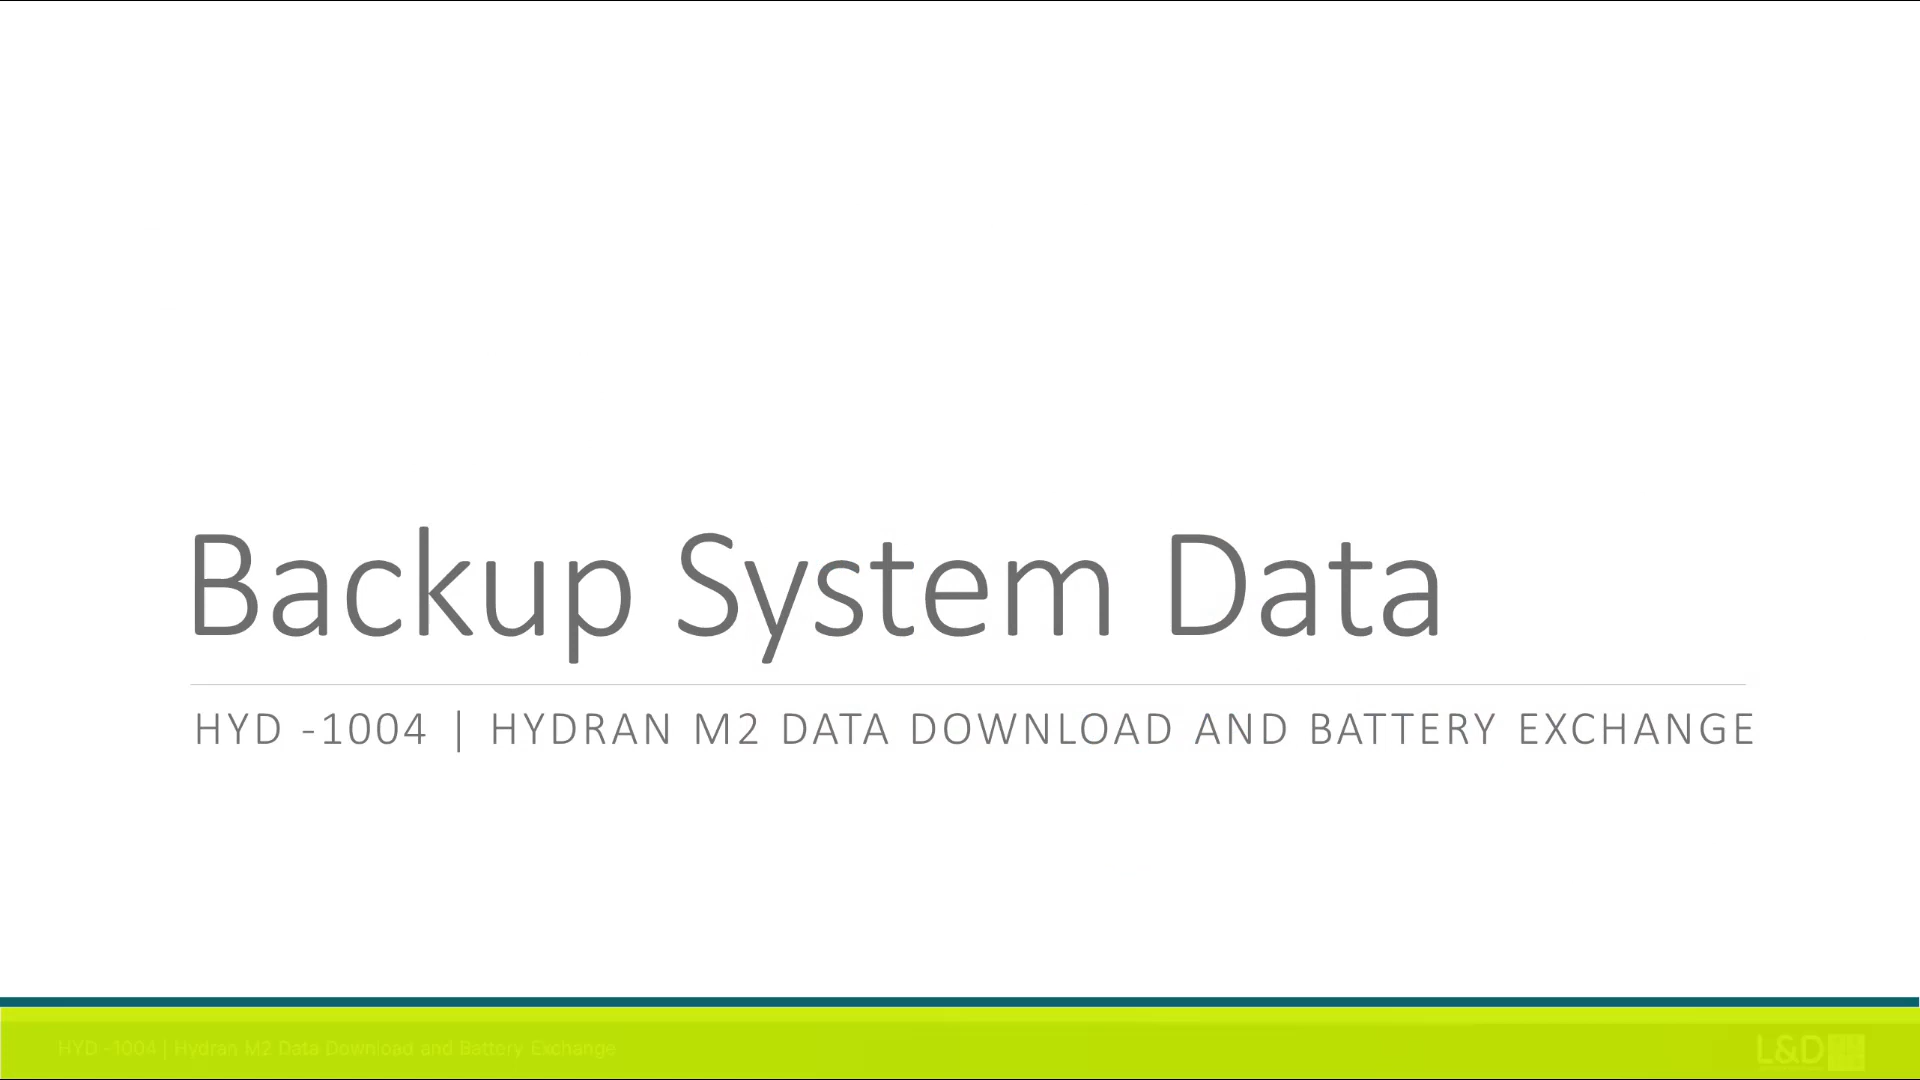 Backup System Data
HYD -1004 | HYDRAN M2 DATA DOWNLOAD AND BATTERY EXCHANGE
HYD -1004 | Hydran M2 Data Download and Battery Exchange
L&D